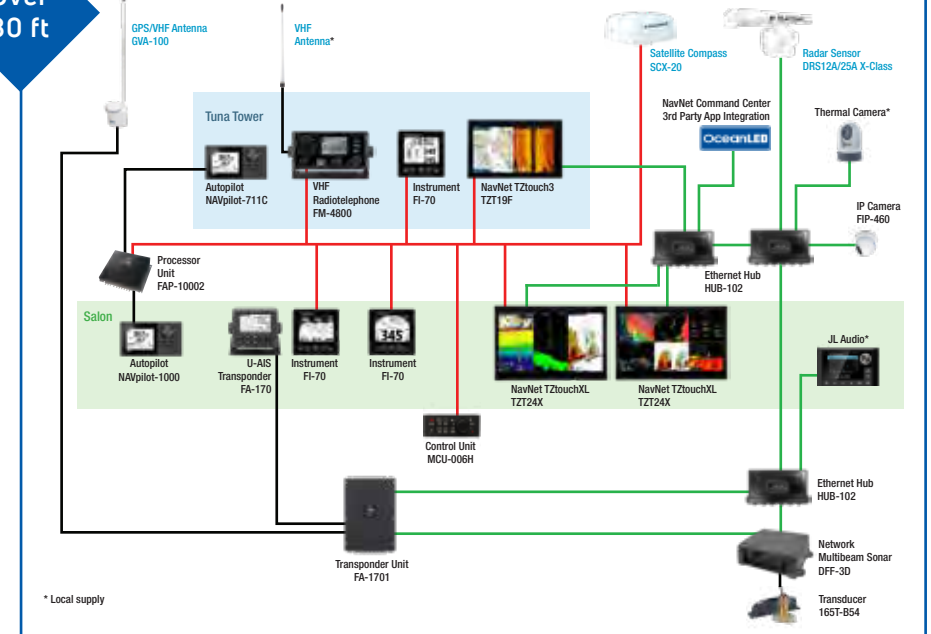 over
30 ft
GPS/VHF Antenna
GVA-100
VHF
Antenna*
Satellite Compass
SCX-20
Radar Sensor
DRS12A/25A X-Class
NavNet Command Center
3rd Party App Integration
OceanLED
Thermal Camera*
Tuna Tower
Autopilot
NAVpilot-711C
VHF
Radiotelephone
FM-4800
Instrument
FI-70
NavNet TZtouch3
TZT19F
IP Camera
FIP-460
Processor
Unit
FAP-10002
Ethernet Hub
HUB-102
Salon
Autopilot
NAVpilot-1000
U-AIS
Transponder
FA-170
Instrument
FI-70
345
Instrument
FI-70
NavNet TZtouchXL
TZT24X
NavNet TZtouchXL
TZT24X
JL Audio*
Control Unit
MCU-006H
Ethernet Hub
HUB-102
Transponder Unit
FA-1701
Network
Multibeam Sonar
DFF-3D
Transducer
165T-B54
* Local supply